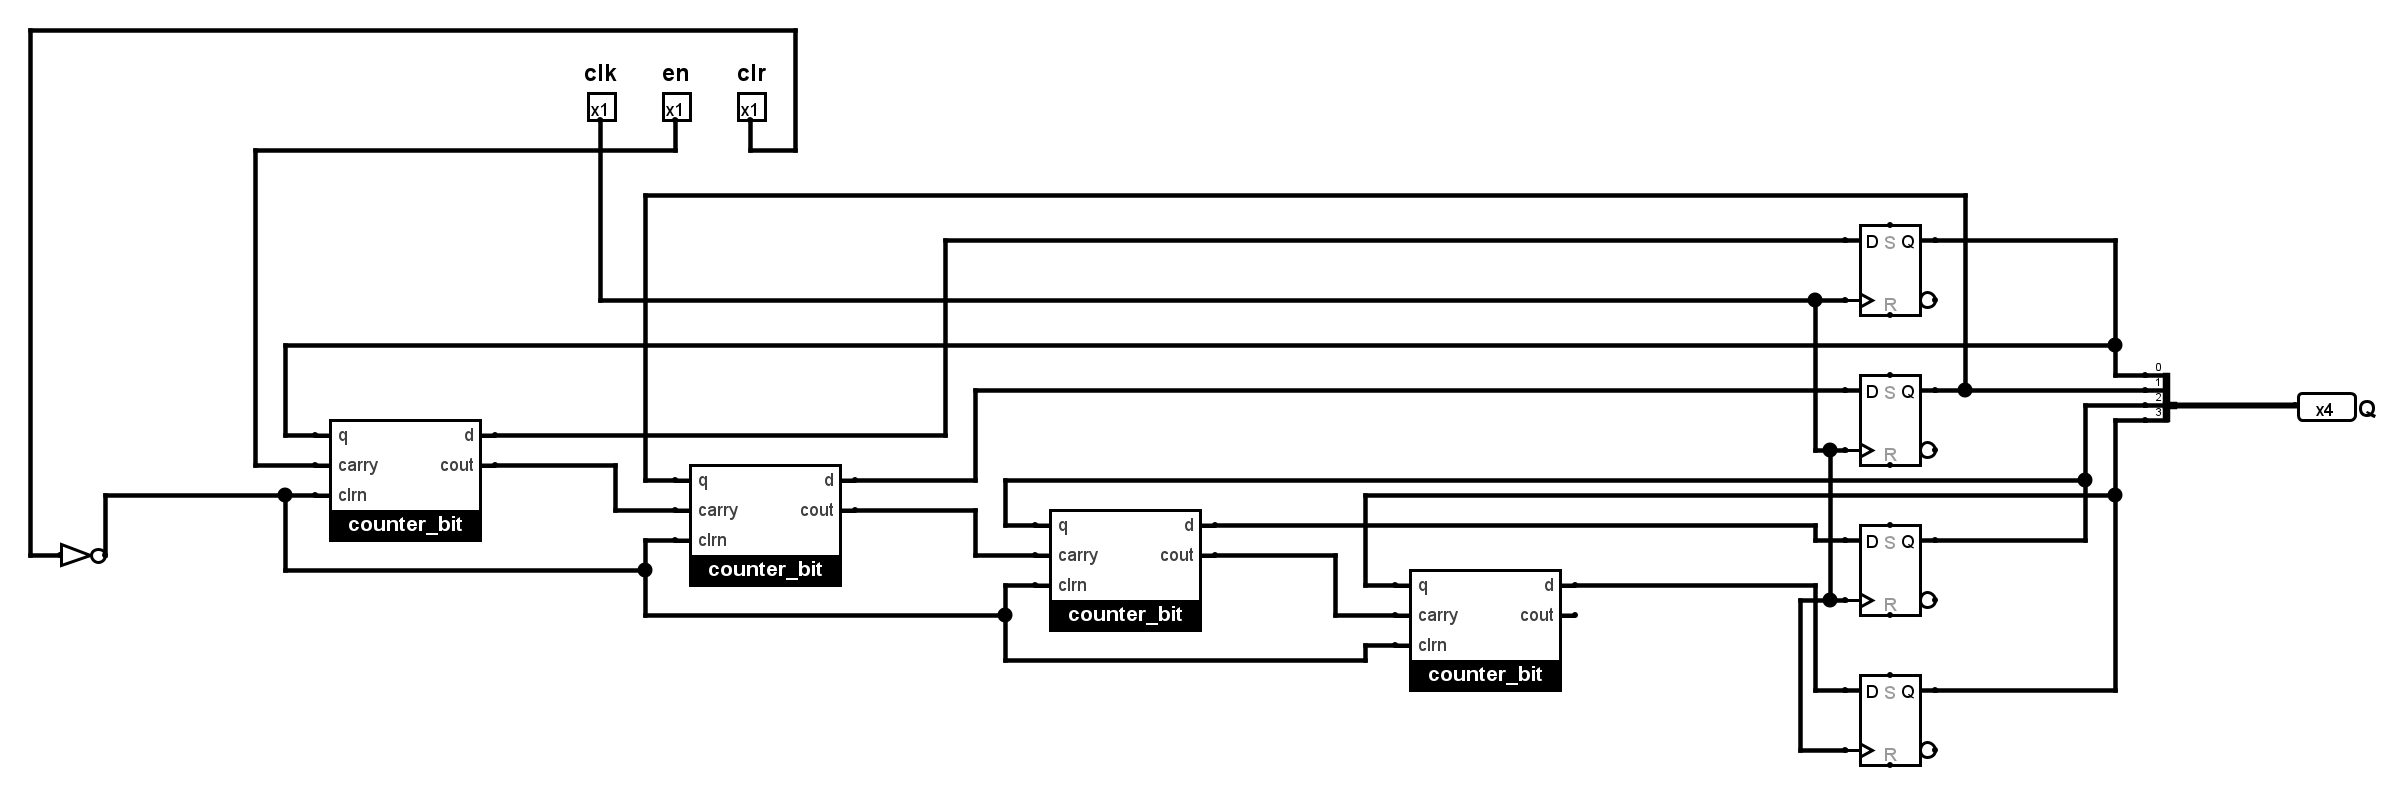 clk en clr
x1 x1 x1
D S Q
R
0
1
2
3
D S Q
R
x4 Q
q d
carry cout
clrn
counter_bit
q d
carry cout
clrn
counter_bit
q d
carry cout
clrn
counter_bit
q d
carry cout
clrn
counter_bit
D S Q
R
D S Q
R